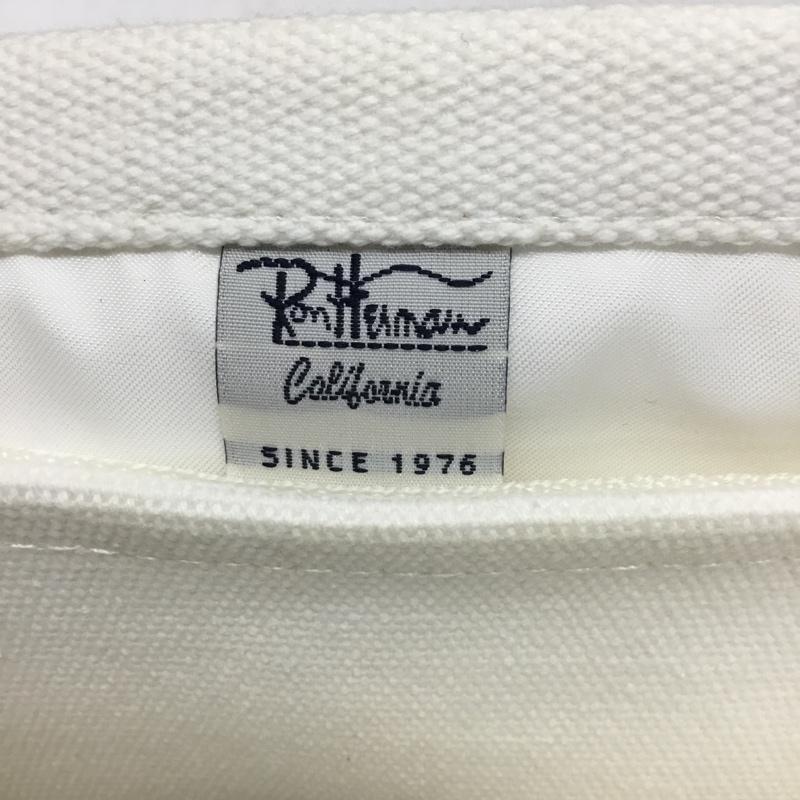 Ron Herman
California
SINCE 1976